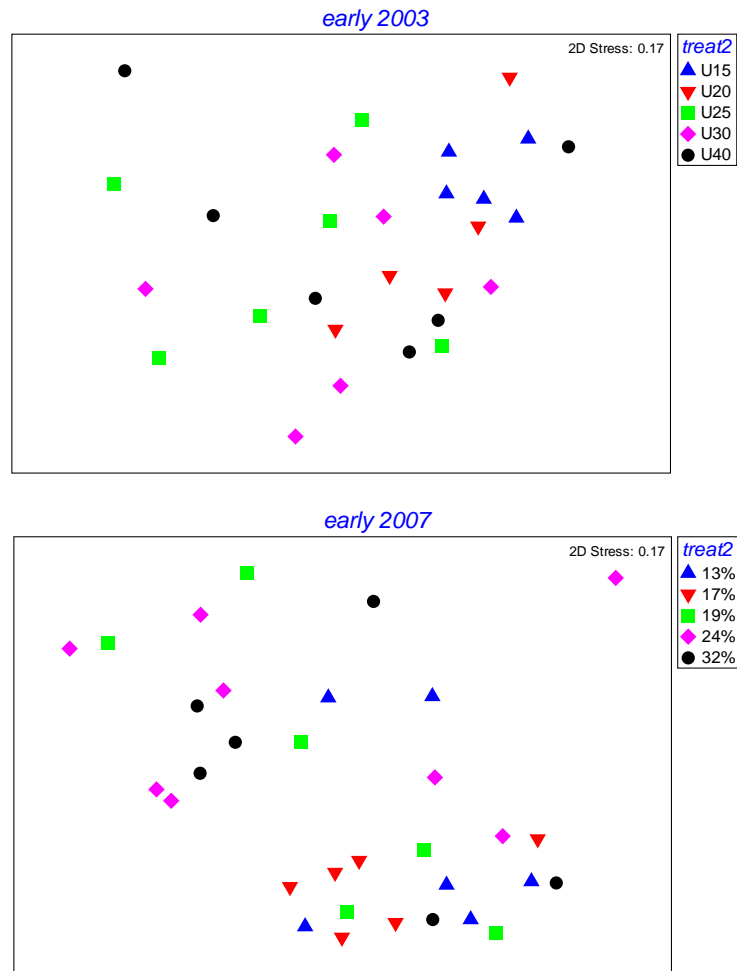 early 2003
2D Stress: 0.17
treat2
U15
U20
U25
U30
U40
early 2007
2D Stress: 0.17
treat2
13%
17%
19%
24%
32%